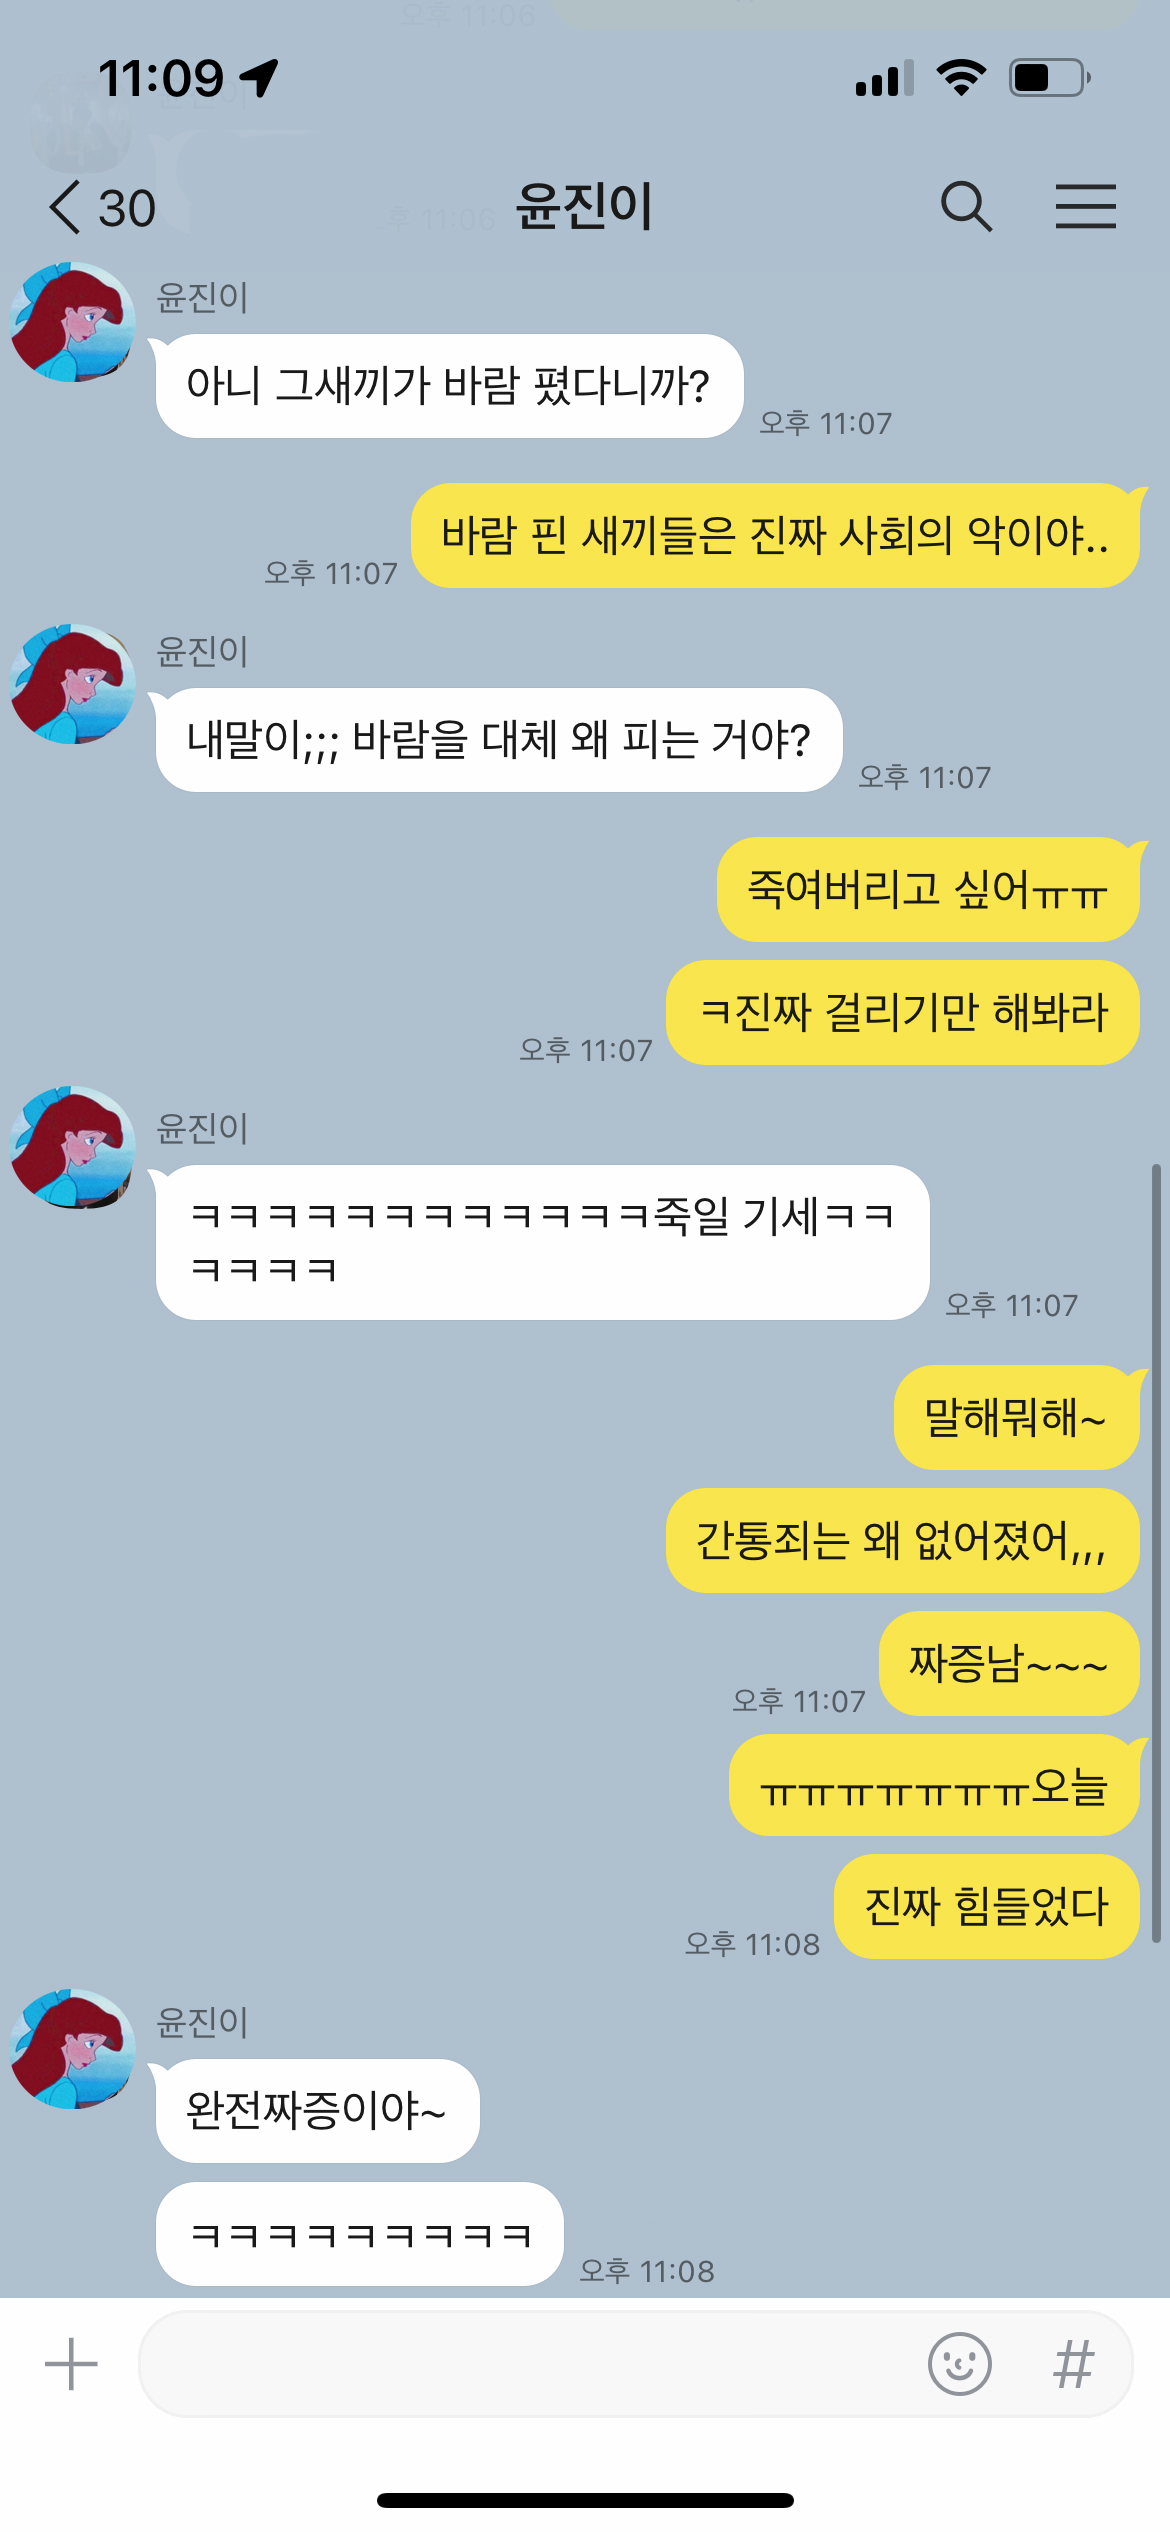 오후 11:06
11:09
30
윤진이
후 11:06
윤진이
아니 그새끼가 바람 폈다니까?
오후 11:07
바람 핀 새끼들은 진짜 사회의 악이야..
오후 11:07
윤진이
내말이;;; 바람을 대체 왜 피는 거야?
오후 11:07
죽여버리고 싶어ㅠㅠ
ㅋ진짜 걸리기만 해봐라
오후 11:07
윤진이
ㅋㅋㅋㅋㅋㅋㅋㅋㅋㅋㅋㅋ죽일 기세ㅋㅋ
ㅋㅋㅋㅋ
오후 11:07
말해뭐해~
간통죄는 왜 없어졌어,,,
짜증남~~~
오후 11:07
ㅠㅠㅠㅠㅠㅠㅠ오늘
진짜 힘들었다
오후 11:08
윤진이
완전짜증이야~
ㅋㅋㅋㅋㅋㅋㅋㅋㅋ
오후 11:08
#